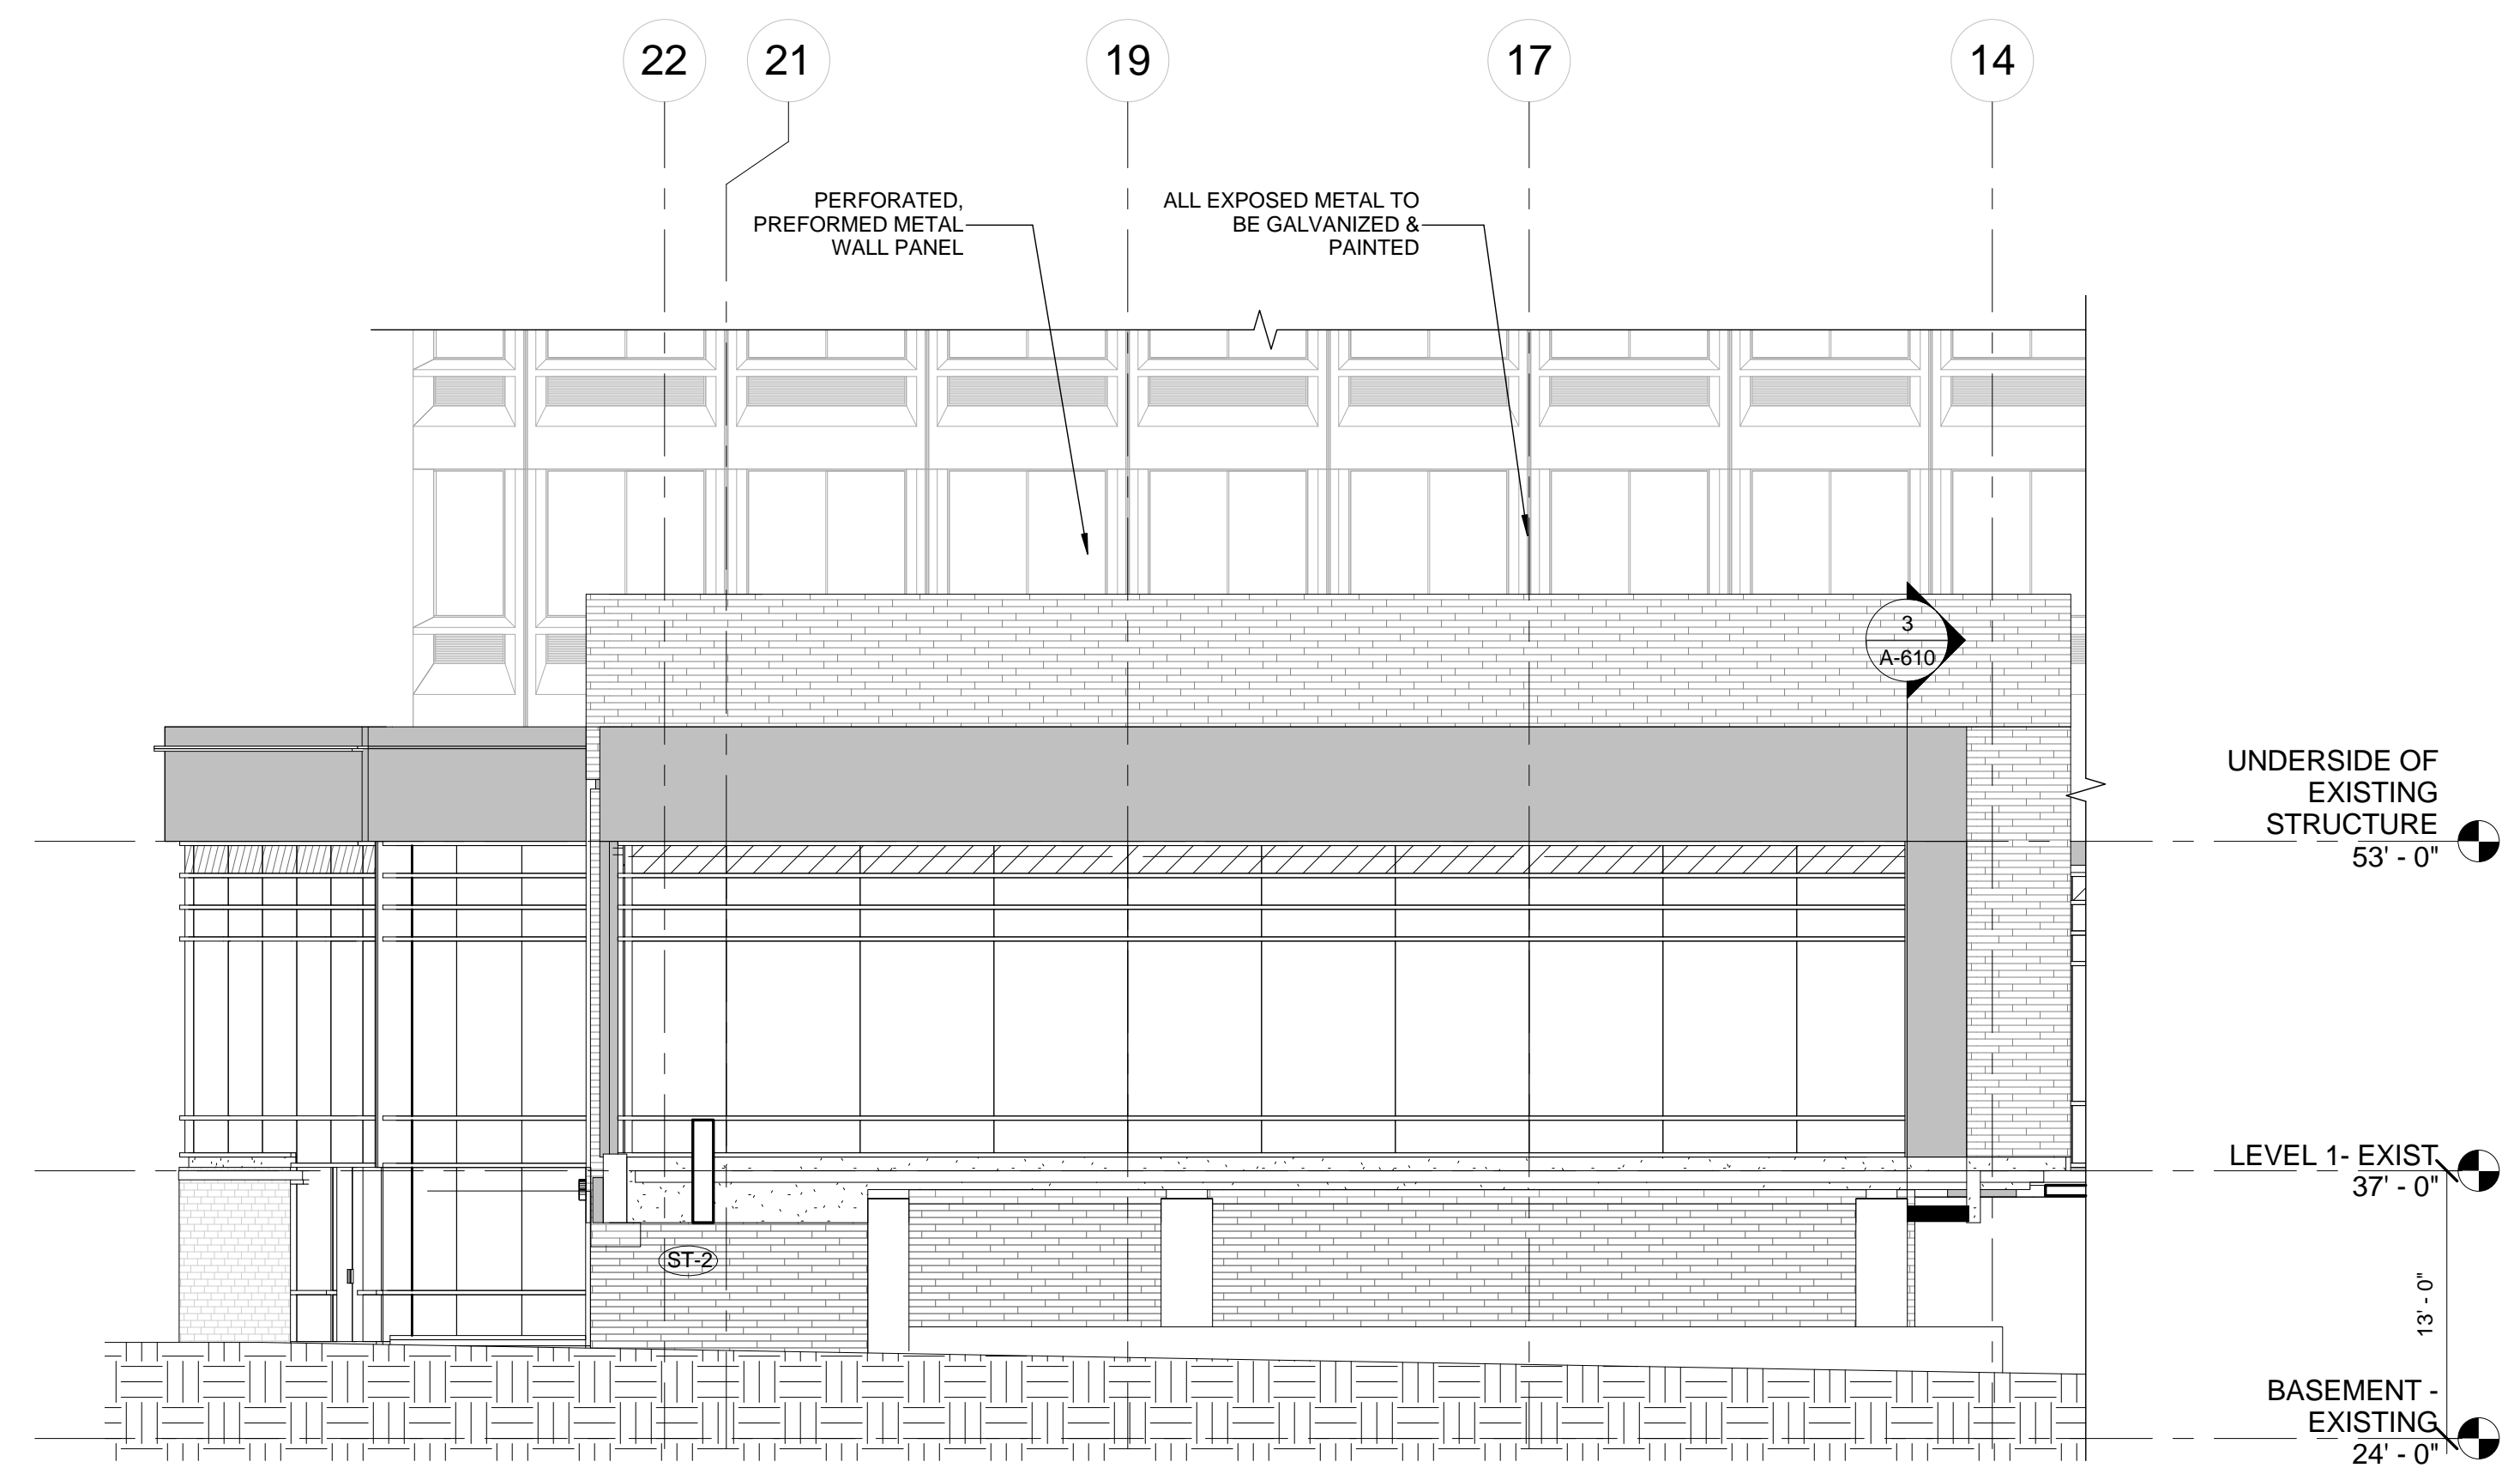 22
21
19
17
14
PERFORATED,
PREFORMED METAL
WALL PANEL
ALL EXPOSED METAL TO
BE GALVANIZED &
PAINTED
3
A-610
UNDERSIDE OF
EXISTING
STRUCTURE
53' - 0"
LEVEL 1- EXIST
37' - 0"
ST-2
13' - 0"
BASEMENT -
EXISTING
24' - 0"